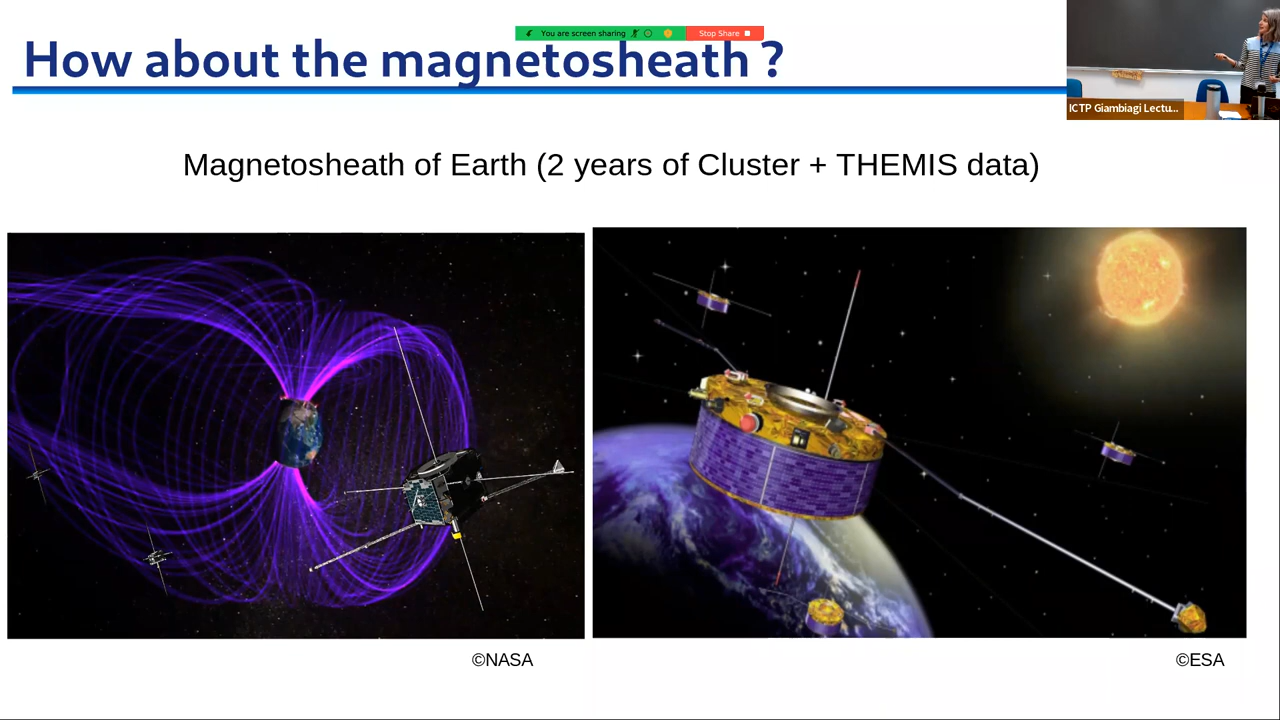 You are screen sharing
Stop Share
How about the magnetosheath ?
ICTP Giambiagi Lectu...
Magnetosheath of Earth (2 years of Cluster + THEMIS data)
©NASA
©ESA